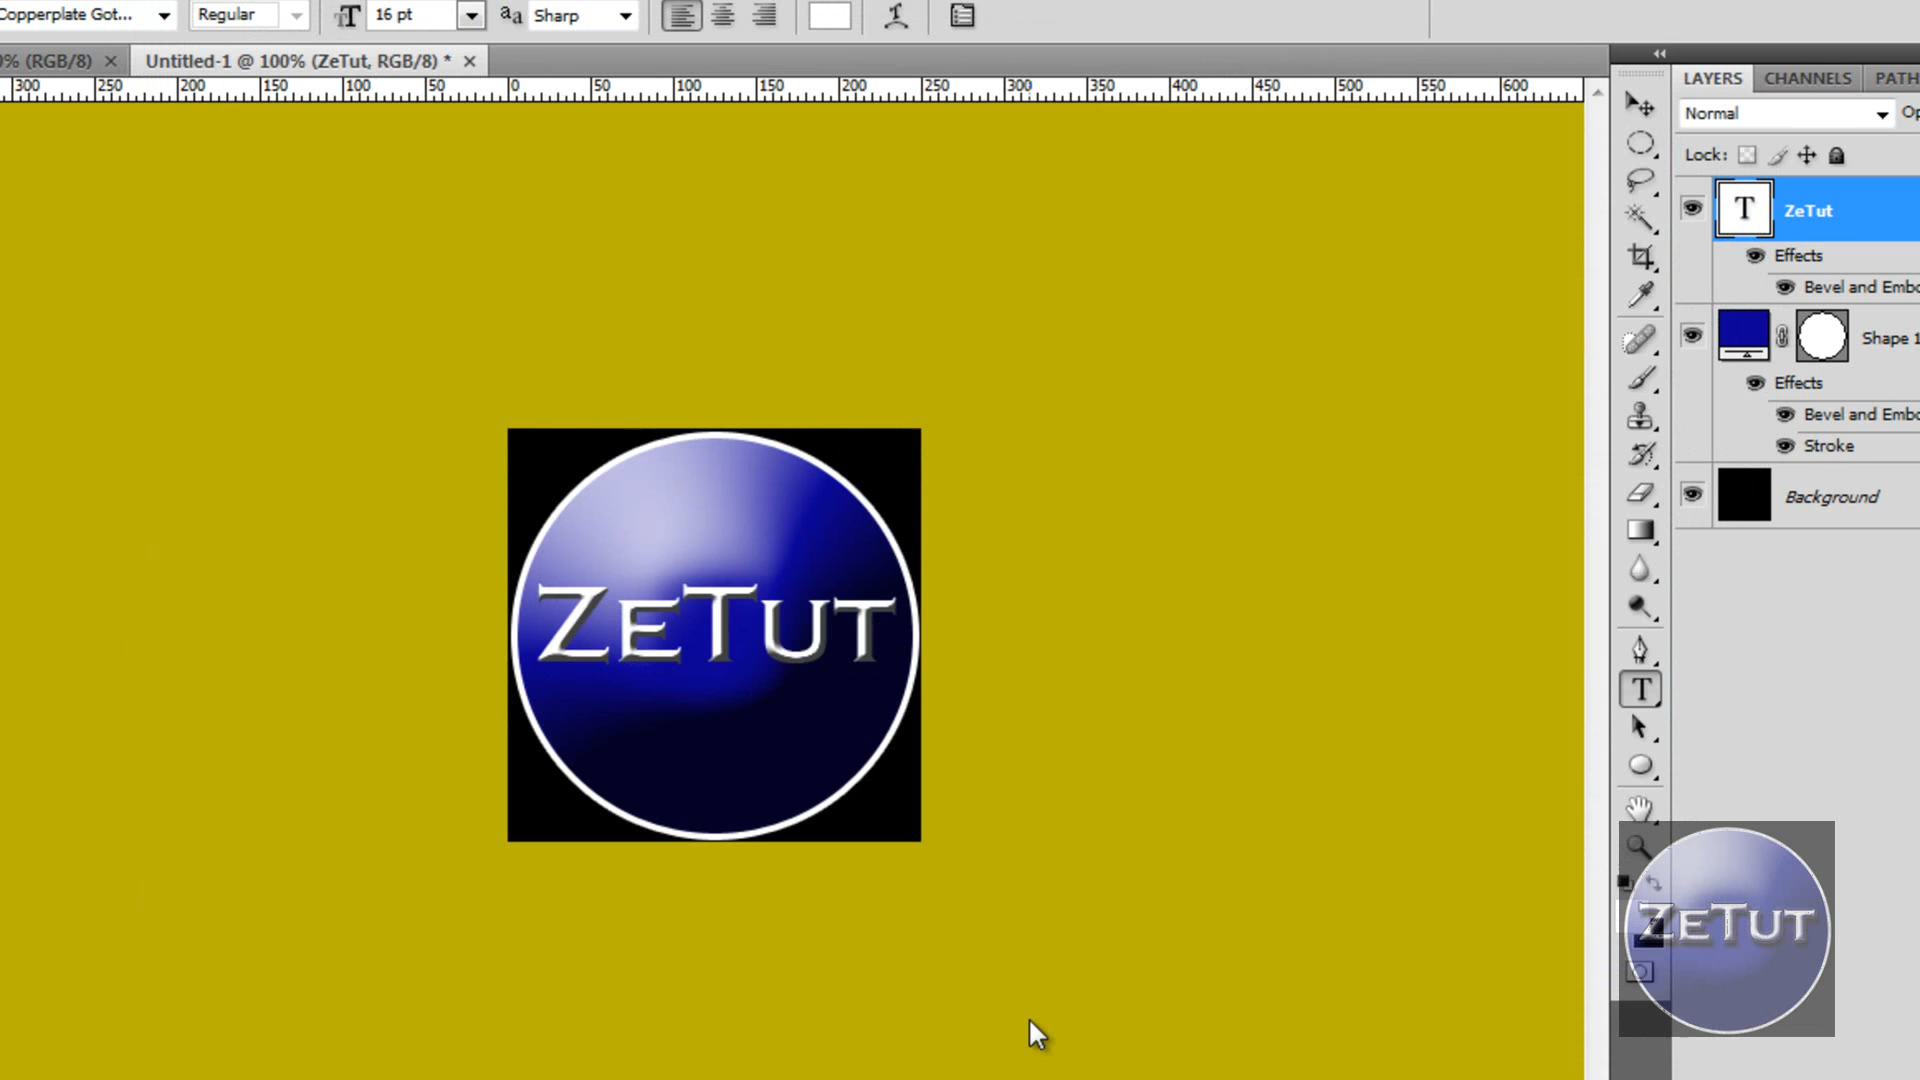 Copperplate Got... Regular 16 pt Sharp
0% (RGB/8) Untitled-1 @ 100% (ZeTut, RGB/8) *
300 250 200 150 100 50 0 50 100 150 200 250 300 350 400 450 500 550 600
LAYERS CHANNELS PATH
Normal Op
Lock:
T ZeTut
Effects
Bevel and Embo
Shape 1
Effects
Bevel and Embo
Stroke
Background
ZeTut
ZeTut